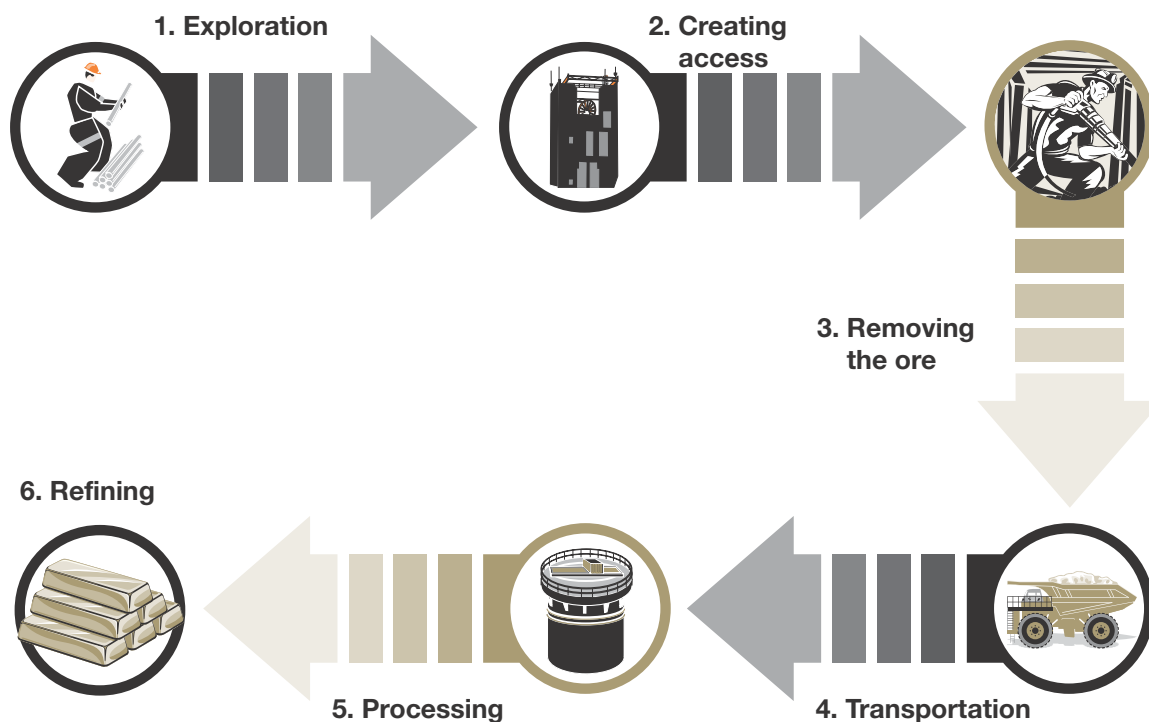 1. Exploration
2. Creating
access
3. Removing
the ore
4. Transportation
5. Processing
6. Refining